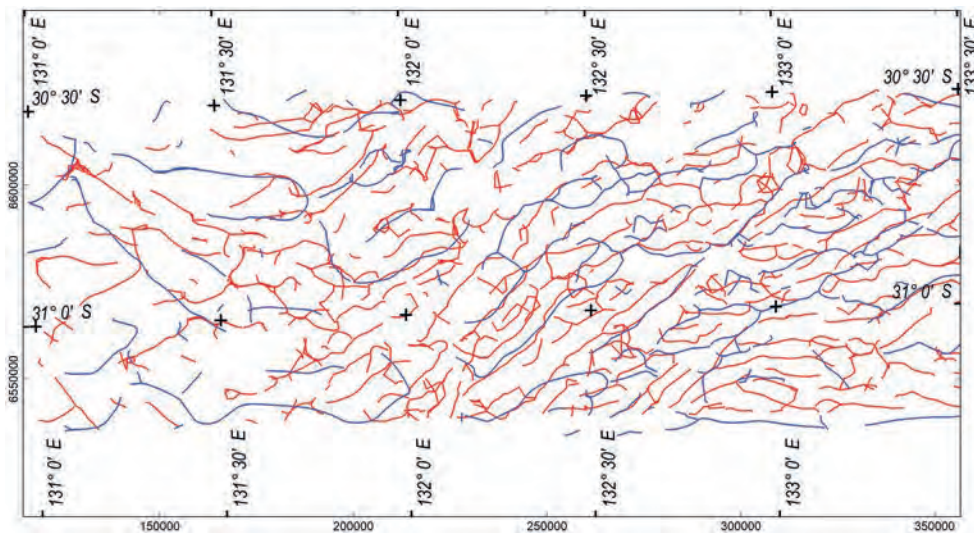 131° 0' E
131° 30' E
132° 0' E
132° 30' E
133° 0' E
133° 30' E
30° 30' S
30° 30' S
6600000
31° 0' S
31° 0' S
6550000
131° 0' E
131° 30' E
132° 0' E
132° 30' E
133° 0' E
150000
200000
250000
300000
350000